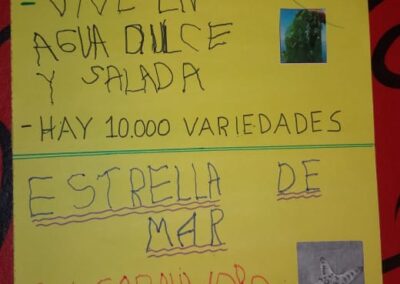 - VIVE EN
AGUA DULCE
Y SALADA
- HAY 10.000 VARIEDADES
ESTRELLA DE
MAR